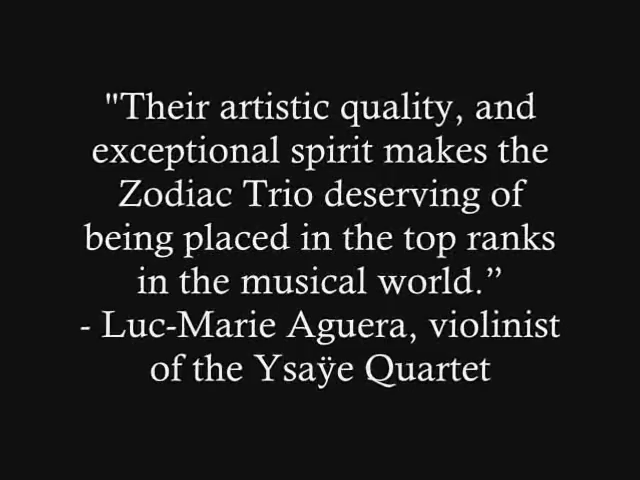 "Their artistic quality, and
exceptional spirit makes the
Zodiac Trio deserving of
being placed in the top ranks
in the musical world.”
- Luc-Marie Aguera, violinist
of the Ysaÿe Quartet